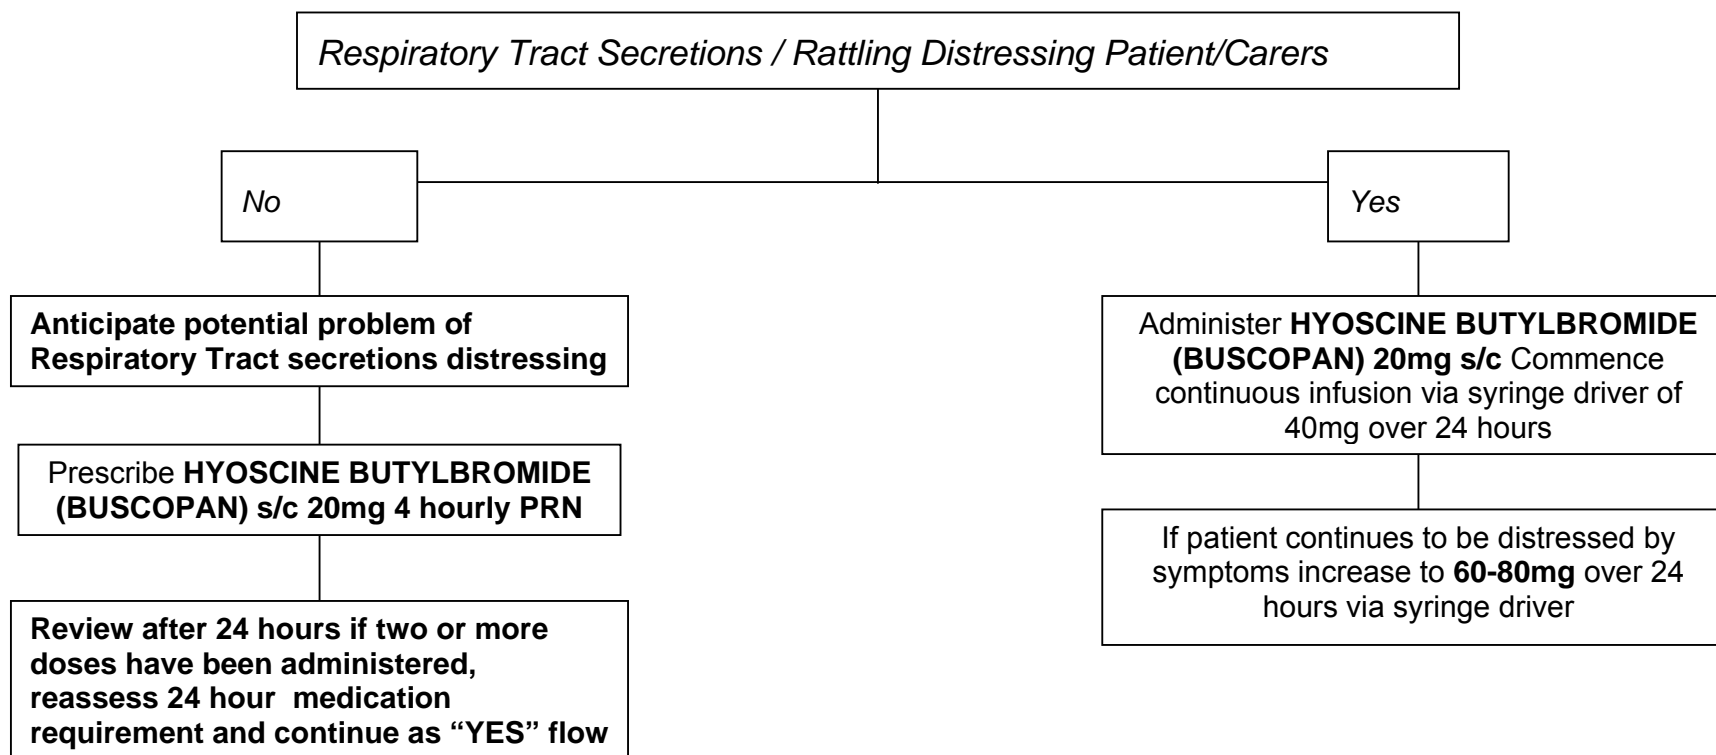 Respiratory Tract Secretions / Rattling Distressing Patient/Carers
No
Yes
Anticipate potential problem of
Respiratory Tract secretions distressing
Prescribe HYOSCINE BUTYLBROMIDE
(BUSCOPAN) s/c 20mg 4 hourly PRN
Review after 24 hours if two or more
doses have been administered,
reassess 24 hour medication
requirement and continue as “YES” flow
Administer HYOSCINE BUTYLBROMIDE
(BUSCOPAN) 20mg s/c Commence
continuous infusion via syringe driver of
40mg over 24 hours
If patient continues to be distressed by
symptoms increase to 60-80mg over 24
hours via syringe driver